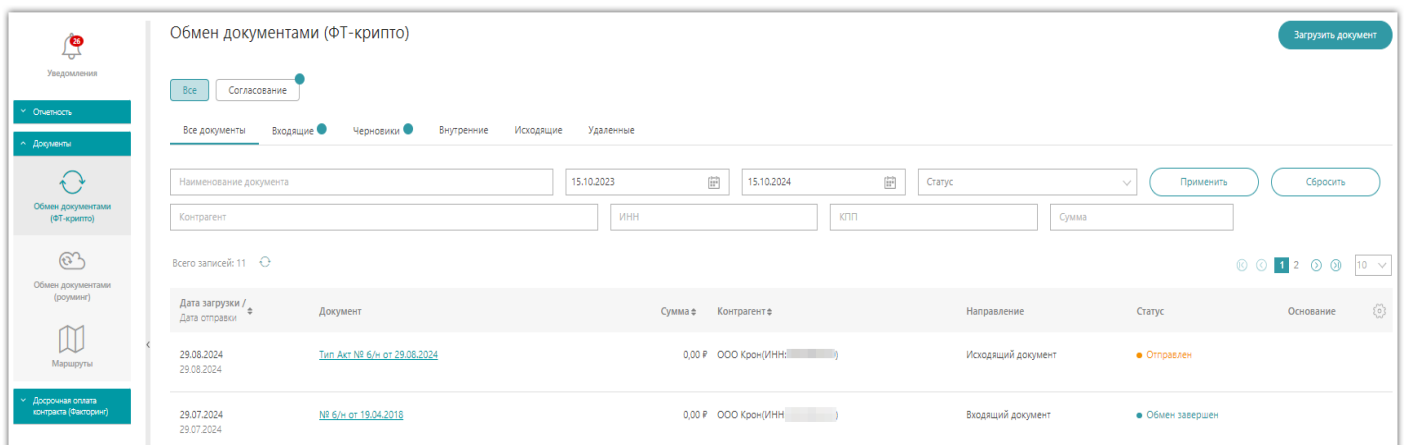 26
Уведомления
Отчетность
Документы
Обмен документами
(ФТ-крипто)
Обмен документами
(роуминг)
Маршруты
Досрочная оплата
контракта (Факторинг)
Обмен документами (ФТ-крипто)
Загрузить документ
Все Согласование
Все документы Входящие Черновики Внутренние Исходящие Удаленные
Наименование документа 15.10.2023 15.10.2024 Статус Применить Сбросить
Контрагент ИНН КПП Сумма
Всего записей: 11 1 2 10
Дата загрузки /
Дата отправки Документ Сумма Контрагент Направление Статус Основание
29.08.2024 Тип Акт № б/н от 29.08.2024 0,00 ₽ ООО Крон(ИНН: ) Исходящий документ Отправлен
29.08.2024
29.07.2024 № б/н от 19.04.2018 0,00 ₽ ООО Крон(ИНН ) Входящий документ Обмен завершен
29.07.2024